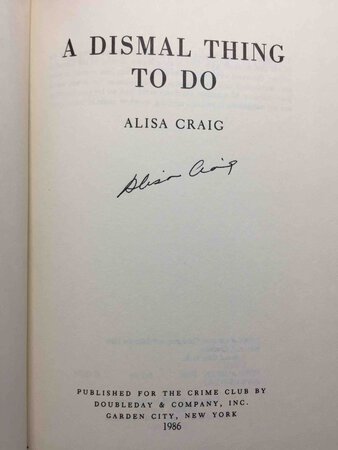 A DISMAL THING
TO DO
ALISA CRAIG
Alisa Craig
PUBLISHED FOR THE CRIME CLUB BY
DOUBLEDAY & COMPANY, INC.
GARDEN CITY, NEW YORK
1986